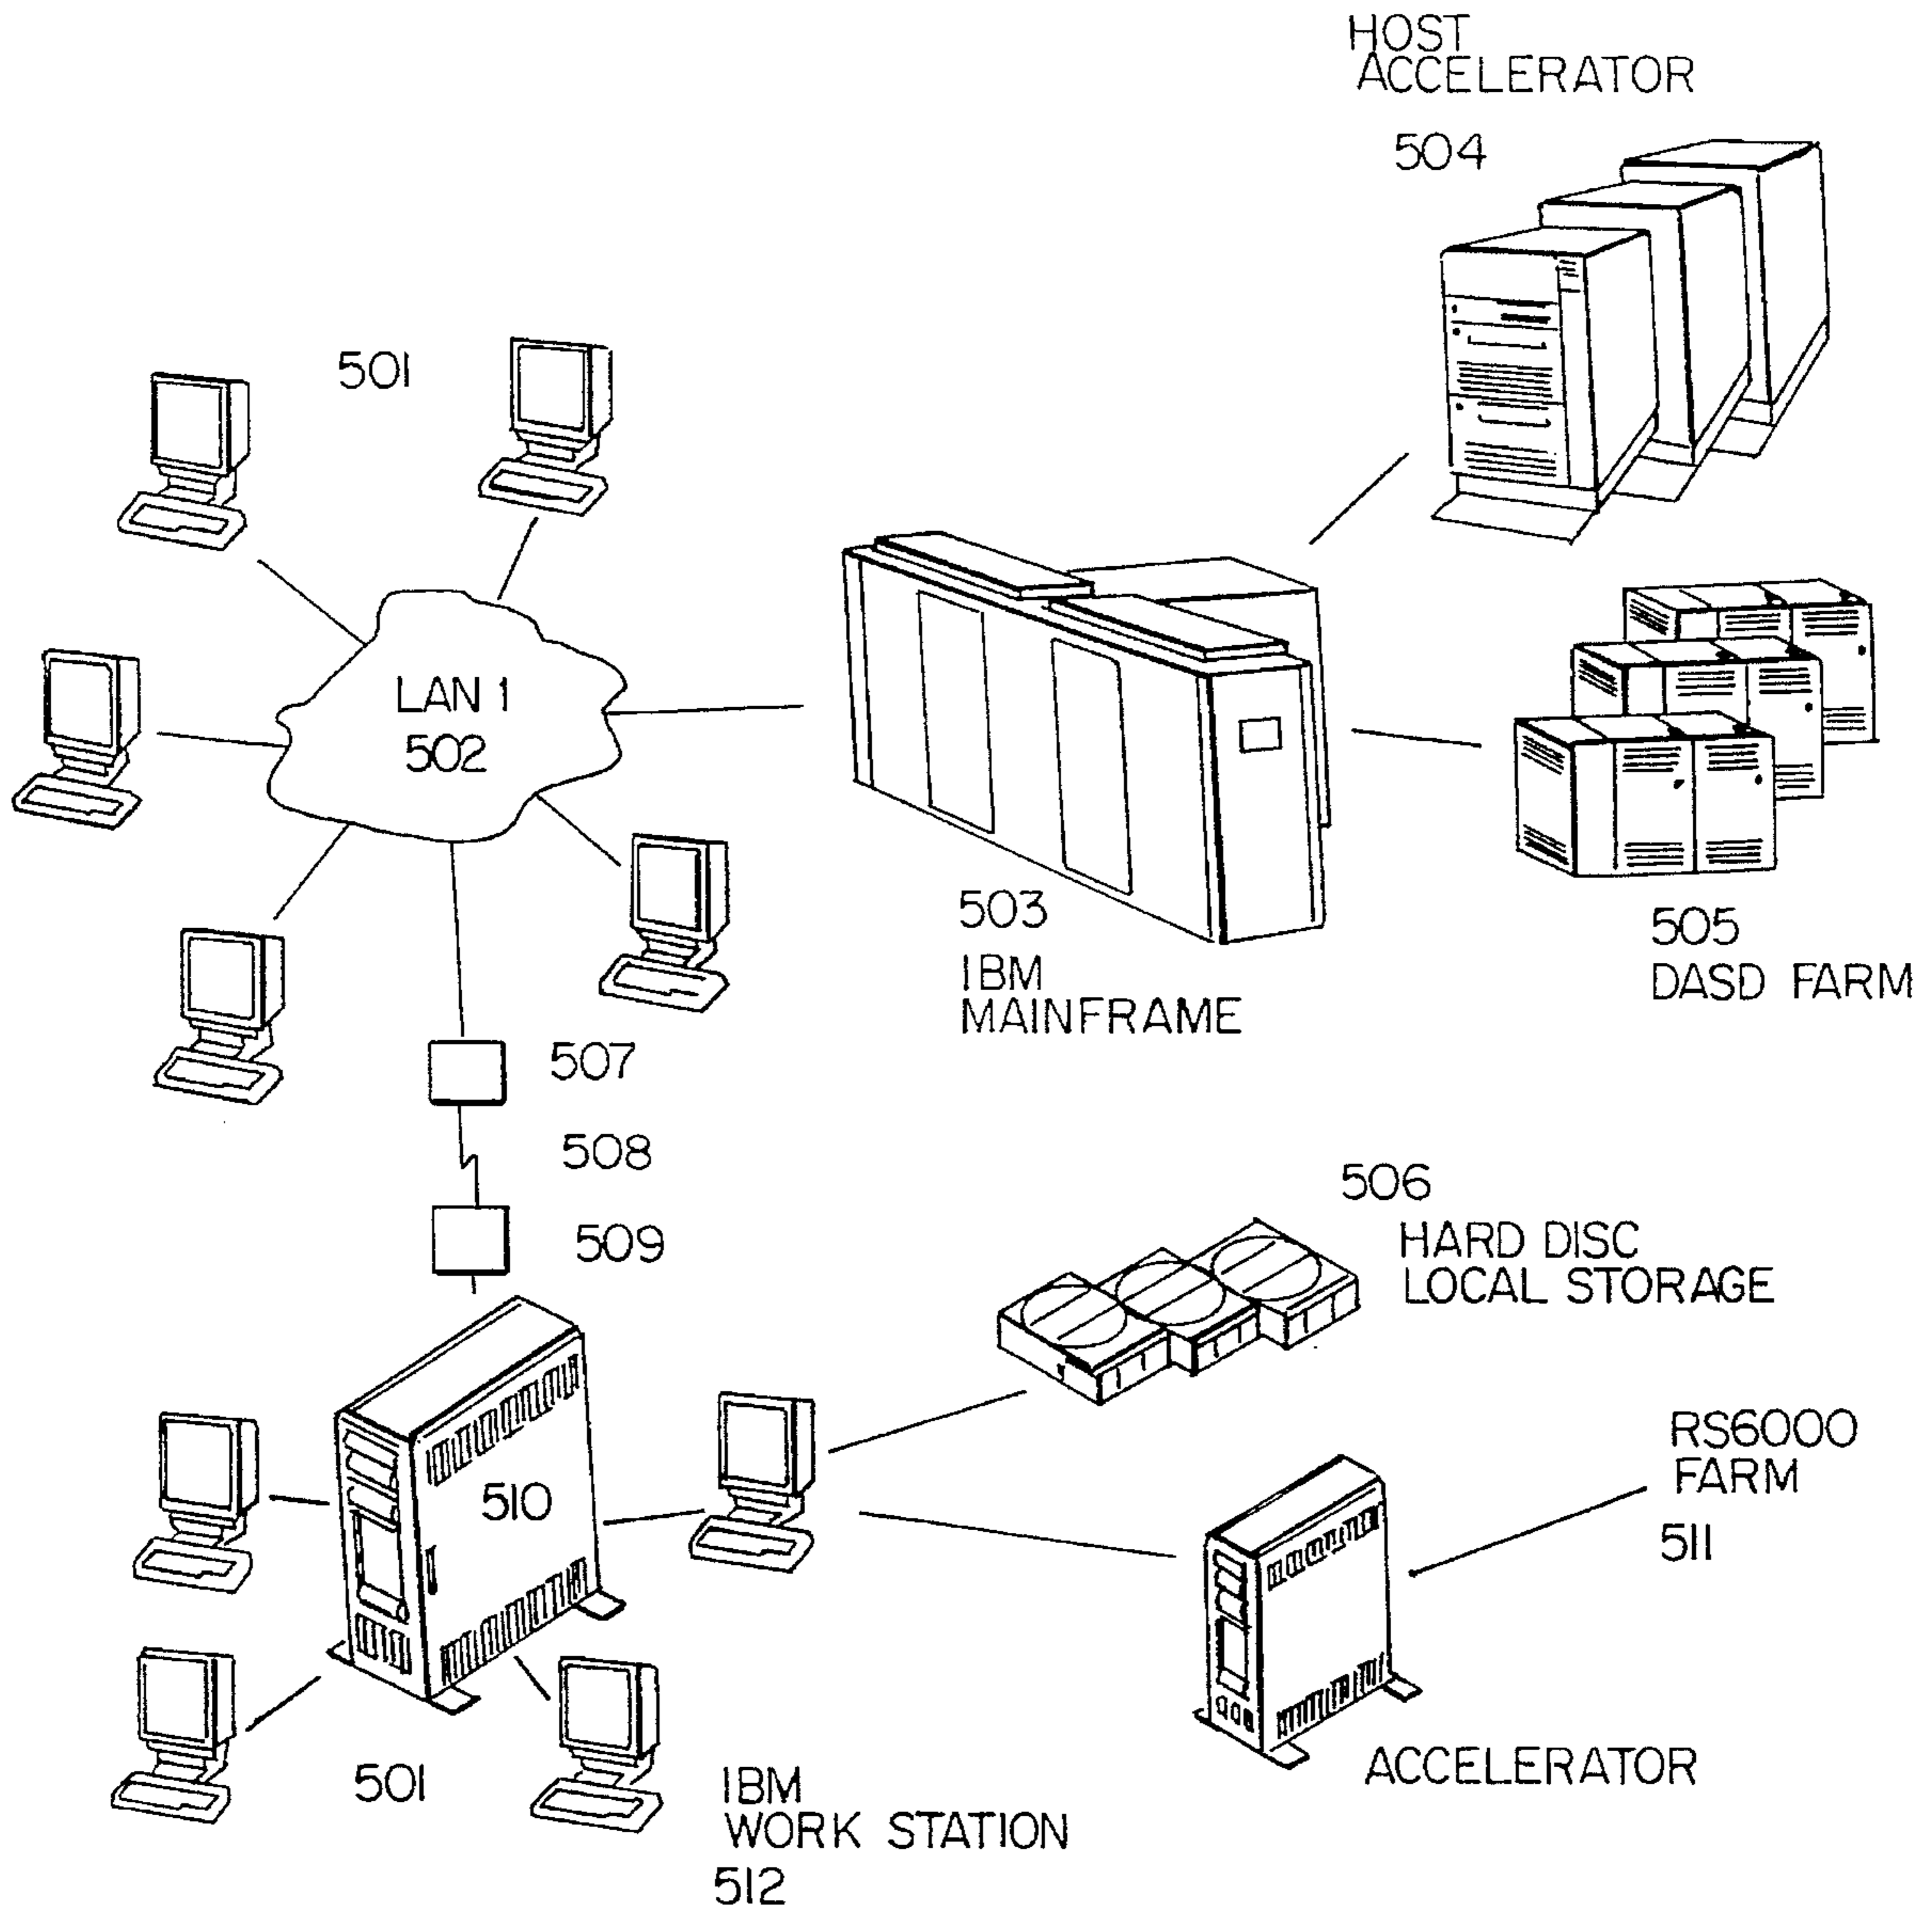 HOST
ACCELERATOR
504
501
LAN 1
502
503
IBM
MAINFRAME
505
DASD FARM
507
508
509
506
HARD DISC
LOCAL STORAGE
510
RS6000
FARM
511
ACCELERATOR
501
IBM
WORK STATION
512